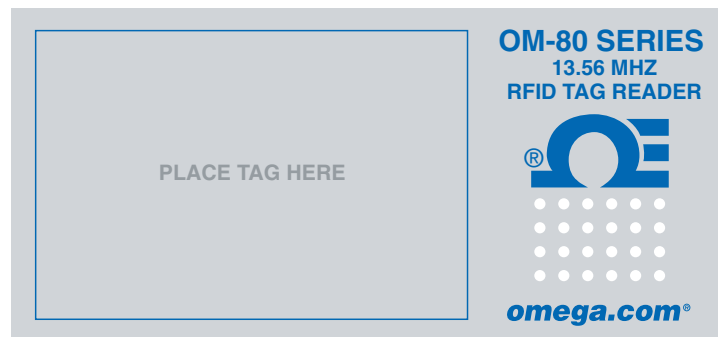 PLACE TAG HERE
OM-80 SERIES
13.56 MHZ
RFID TAG READER
®
omega.com®